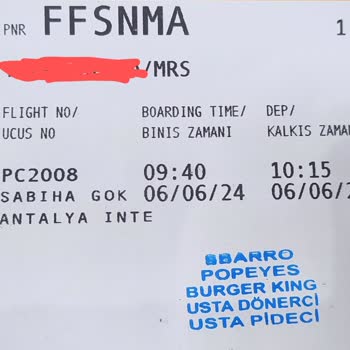 PNR FFSNMA 1
/MRS
FLIGHT NO/ BOARDING TIME/ DEP/
UCUS NO BINIS ZAMANI KALKIS ZAMA
PC2008 09:40 10:15
SABIHA GOK 06/06/24 06/06/2
ANTALYA INTE
SBARRO
POPEYES
BURGER KING
USTA DÖNERCİ
USTA PİDECİ